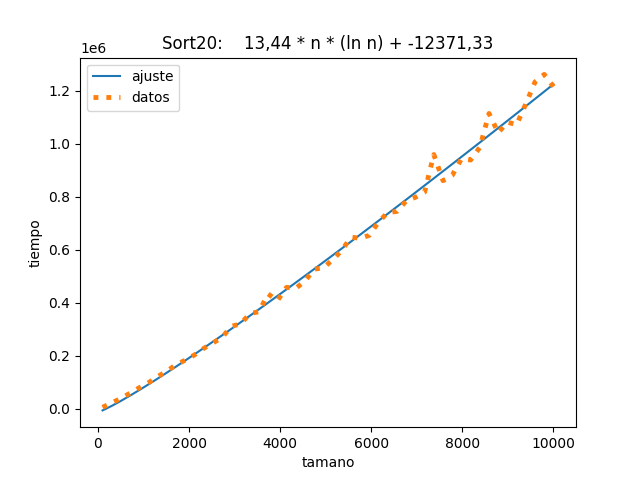 Sort20: 13,44 * n * (ln n) + -12371,33
1e6
ajuste
datos
1.2
1.0
0.8
0.6
0.4
0.2
0.0
tiempo
0 2000 4000 6000 8000 10000
tamano